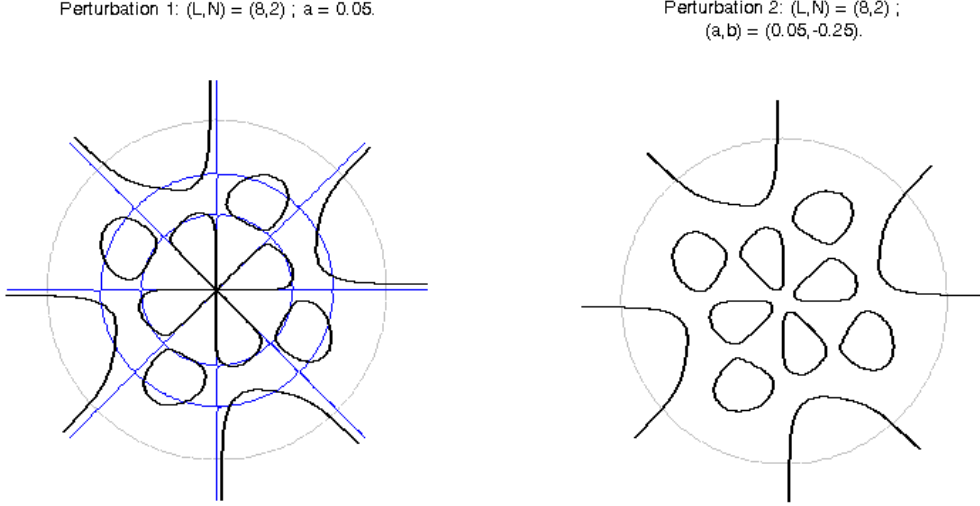 Perturbation 1: (L,N) = (8,2) ; a = 0.05.
Perturbation 2: (L,N) = (8,2) ;
(a,b) = (0.05,-0.25).